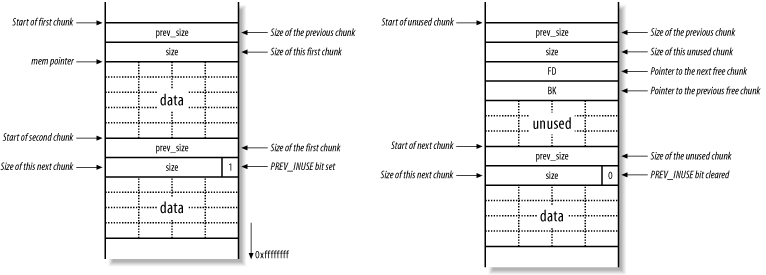 Start of first chunk
prev_size
Size of the previous chunk
size
Size of this first chunk
mem pointer
data
Start of second chunk
prev_size
Size of the first chunk
Size of this next chunk
size
1
PREV_INUSE bit set
data
0xffffffff
Start of unused chunk
prev_size
Size of the previous chunk
size
Size of this unused chunk
FD
Pointer to the next free chunk
BK
Pointer to the previous free chunk
unused
Start of next chunk
prev_size
Size of the unused chunk
Size of this next chunk
size
0
PREV_INUSE bit cleared
data